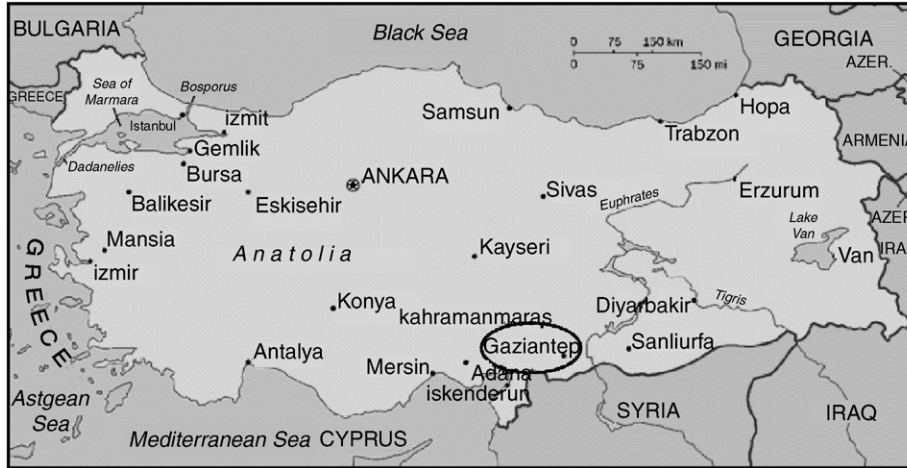 BULGARIA
Black Sea
GEORGIA
0 75 150 km
0 75 150 mi
AZER.
GREECE
Sea of
Marmara
Bosporus
Istanbul
izmit
Samsun
Hopa
Trabzon
ARMENIA
Gemlik
Dadanelies
Bursa
ANKARA
Balikesir
Eskisehir
Sivas
Euphrates
Erzurum
Lake
Van
AZER
IRA
Van
GREECE
Mansia
izmir
Anatolia
Kayseri
Konya
kahramanmaras
Diyarbakir
Tigris
Gaziantep
Sanliurfa
Antalya
Mersin
Adana
iskenderun
Astgean
Sea
Mediterranean Sea CYPRUS
SYRIA
IRAQ